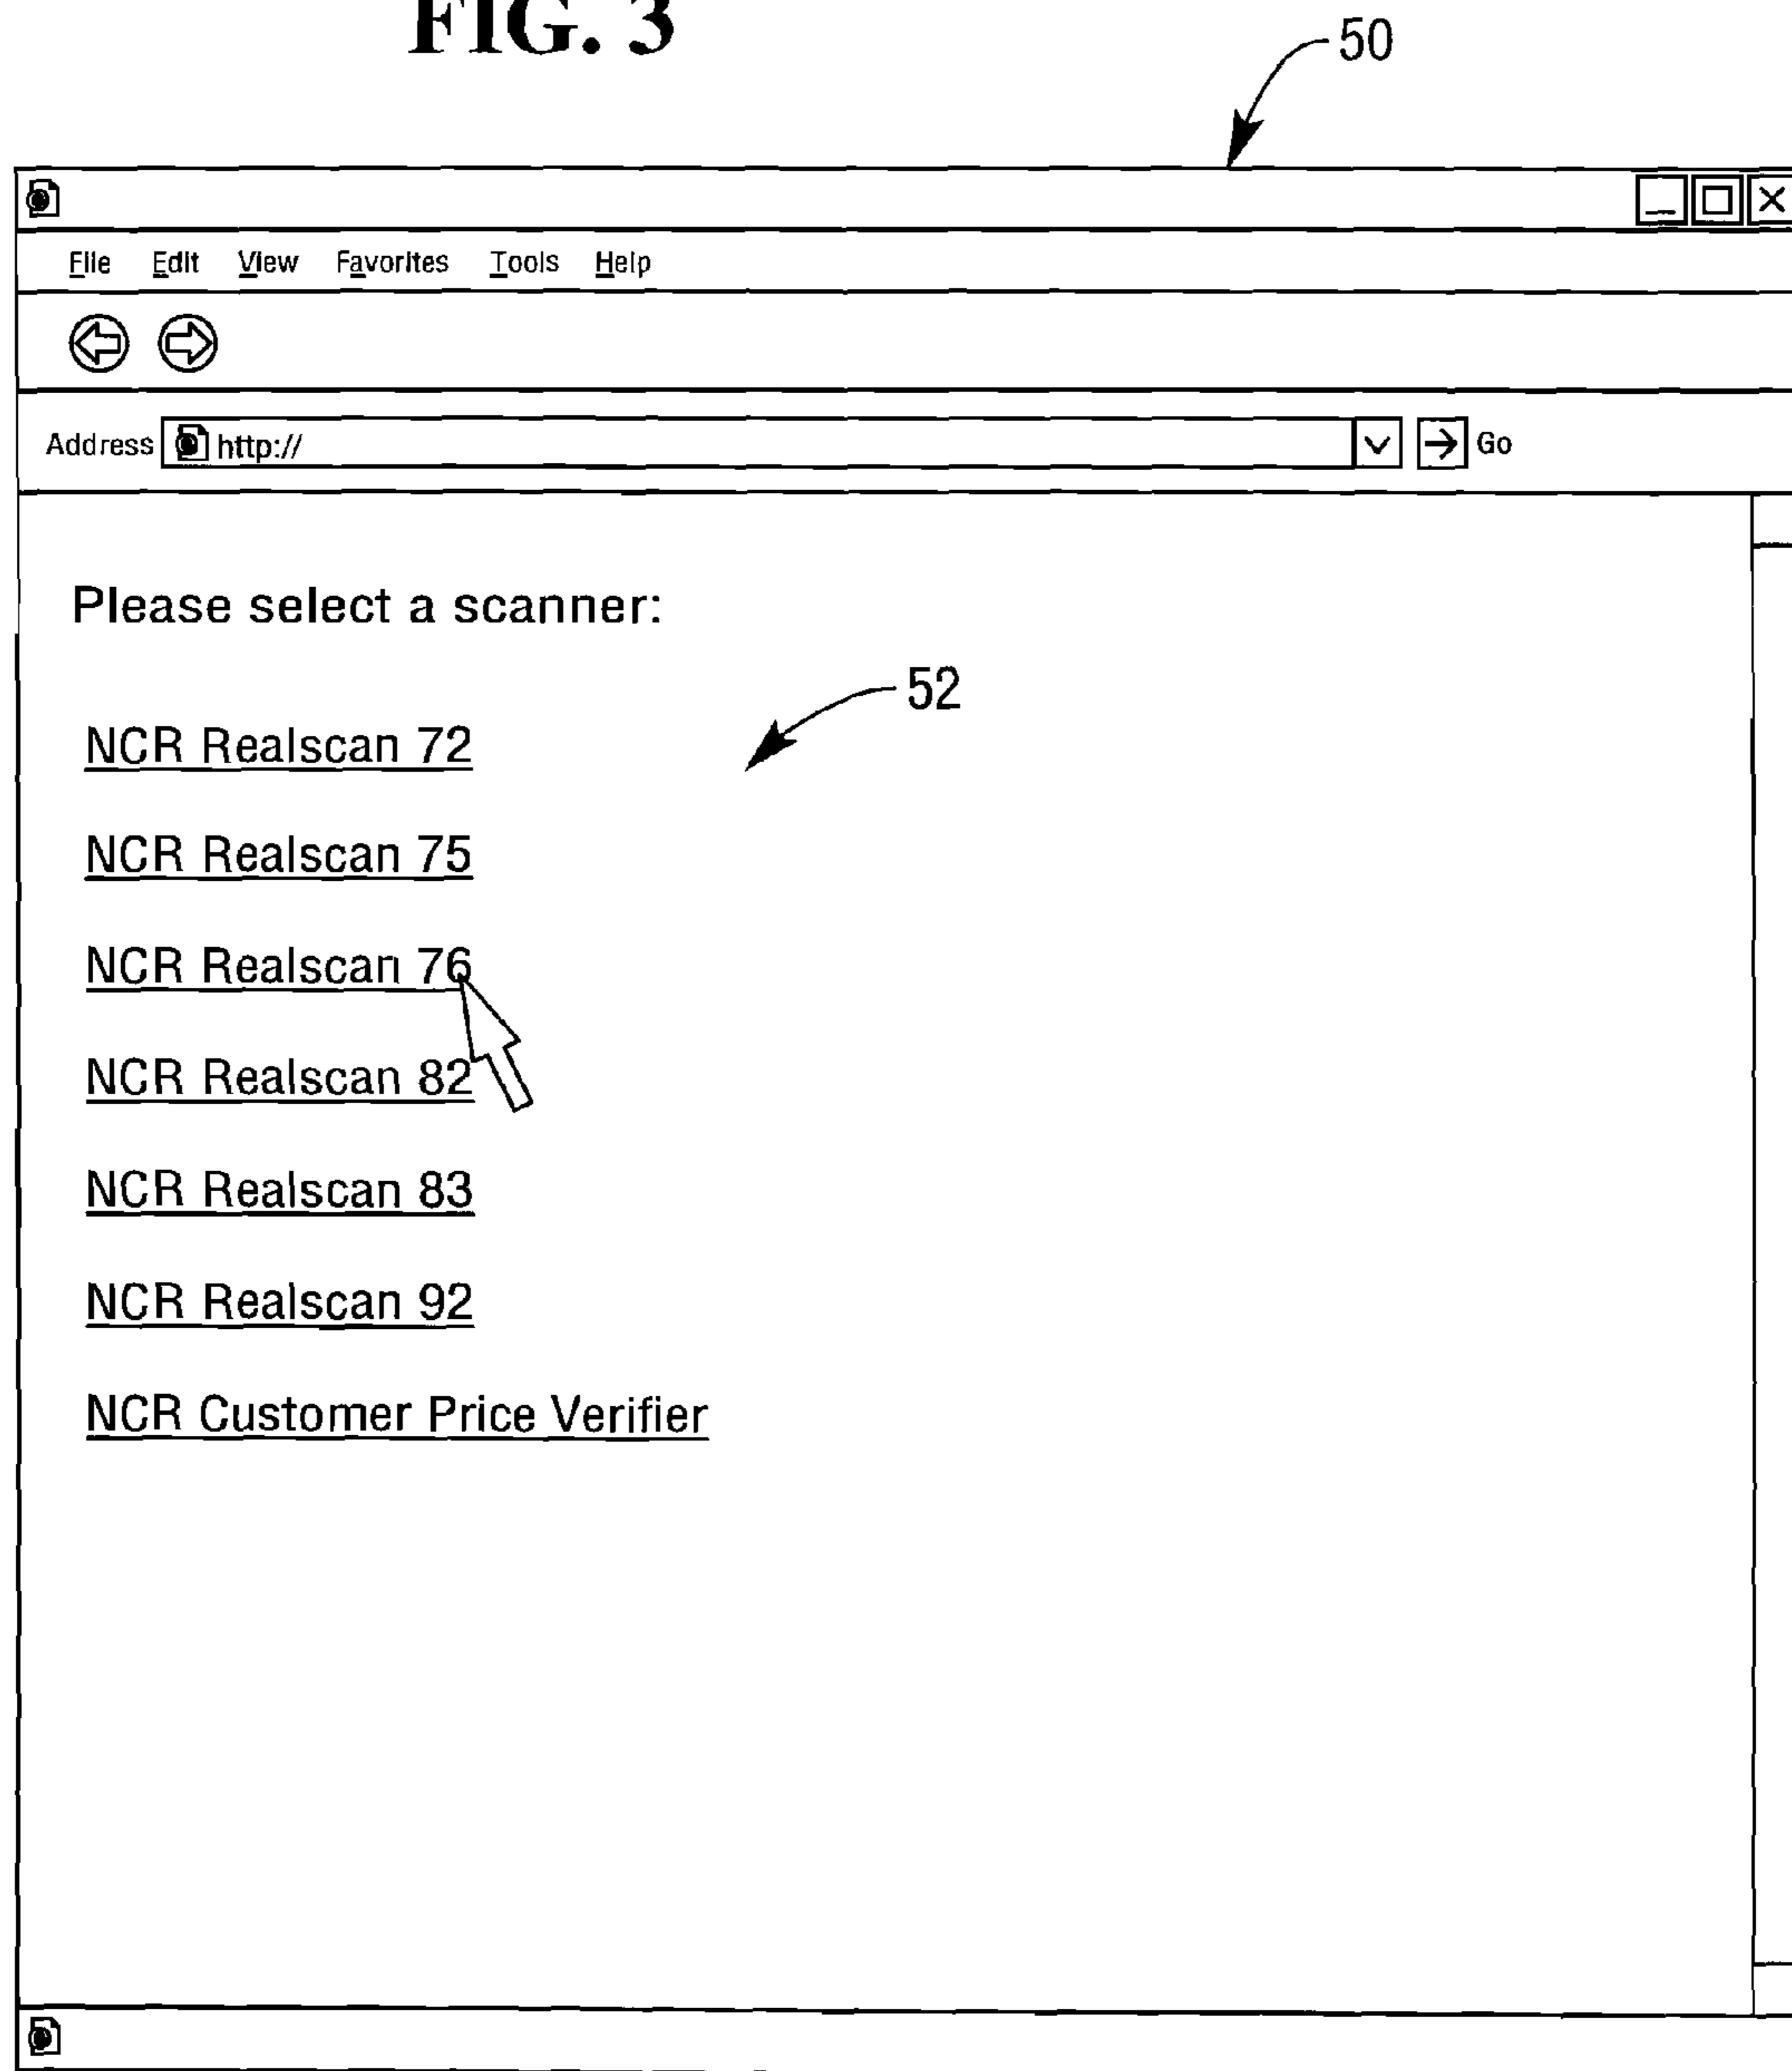 FIG. 3
50
File Edit View Favorites Tools Help
Address http:// Go
Please select a scanner:
52
NCR Realscan 72
NCR Realscan 75
NCR Realscan 76
NCR Realscan 82
NCR Realscan 83
NCR Realscan 92
NCR Customer Price Verifier